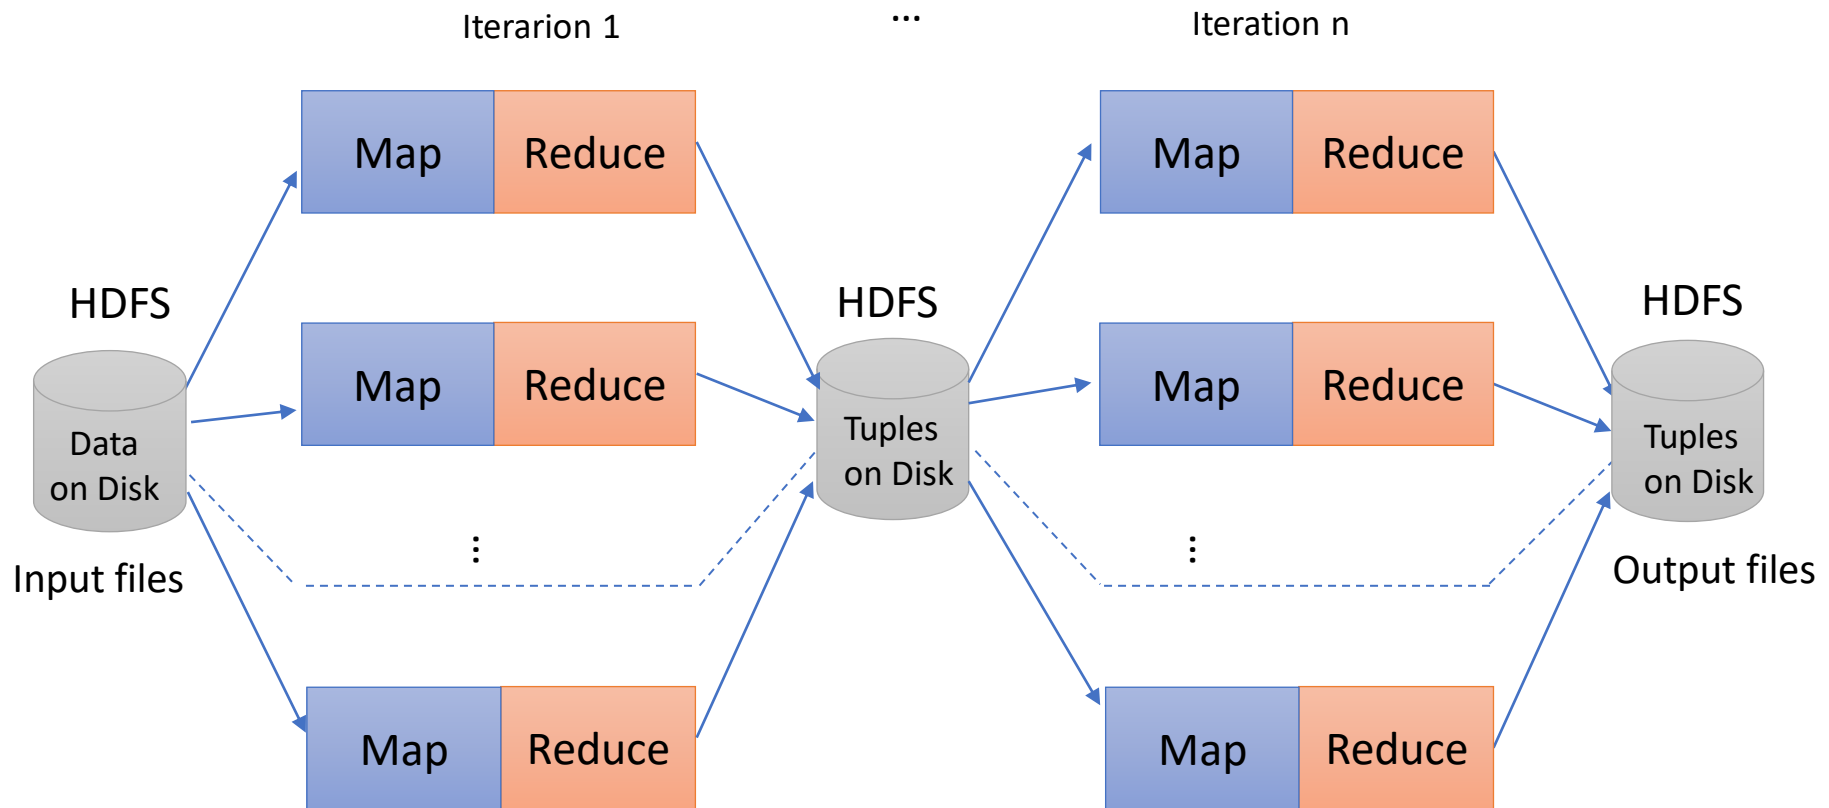 Iterarion 1
...
Iteration n
Map
Reduce
Map
Reduce
HDFS
HDFS
HDFS
Map
Reduce
Map
Reduce
Data
on Disk
Tuples
on Disk
Tuples
on Disk
...
...
Input files
Output files
Map
Reduce
Map
Reduce